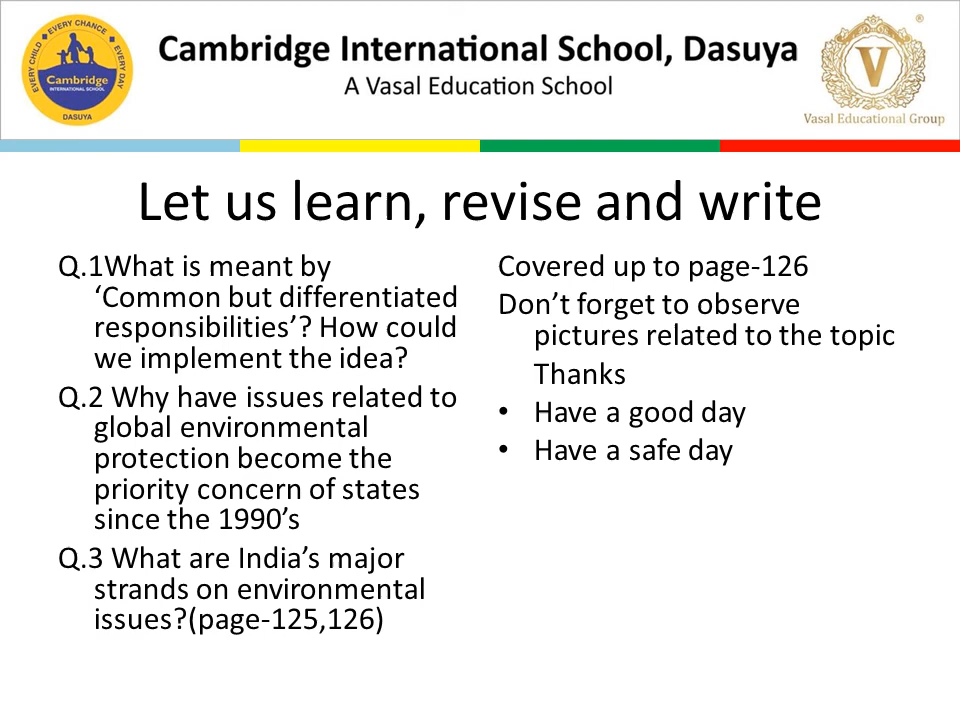 EVERY CHILD • EVERY CHANCE • EVERY DAY
Cambridge
INTERNATIONAL SCHOOL
DASUYA
Cambridge International School, Dasuya
A Vasal Education School
®
V
Vasal Educational Group
Let us learn, revise and write
Q.1What is meant by
‘Common but differentiated
responsibilities’? How could
we implement the idea?
Q.2 Why have issues related to
global environmental
protection become the
priority concern of states
since the 1990’s
Q.3 What are India’s major
strands on environmental
issues?(page-125,126)
Covered up to page-126
Don’t forget to observe
pictures related to the topic
Thanks
• Have a good day
• Have a safe day